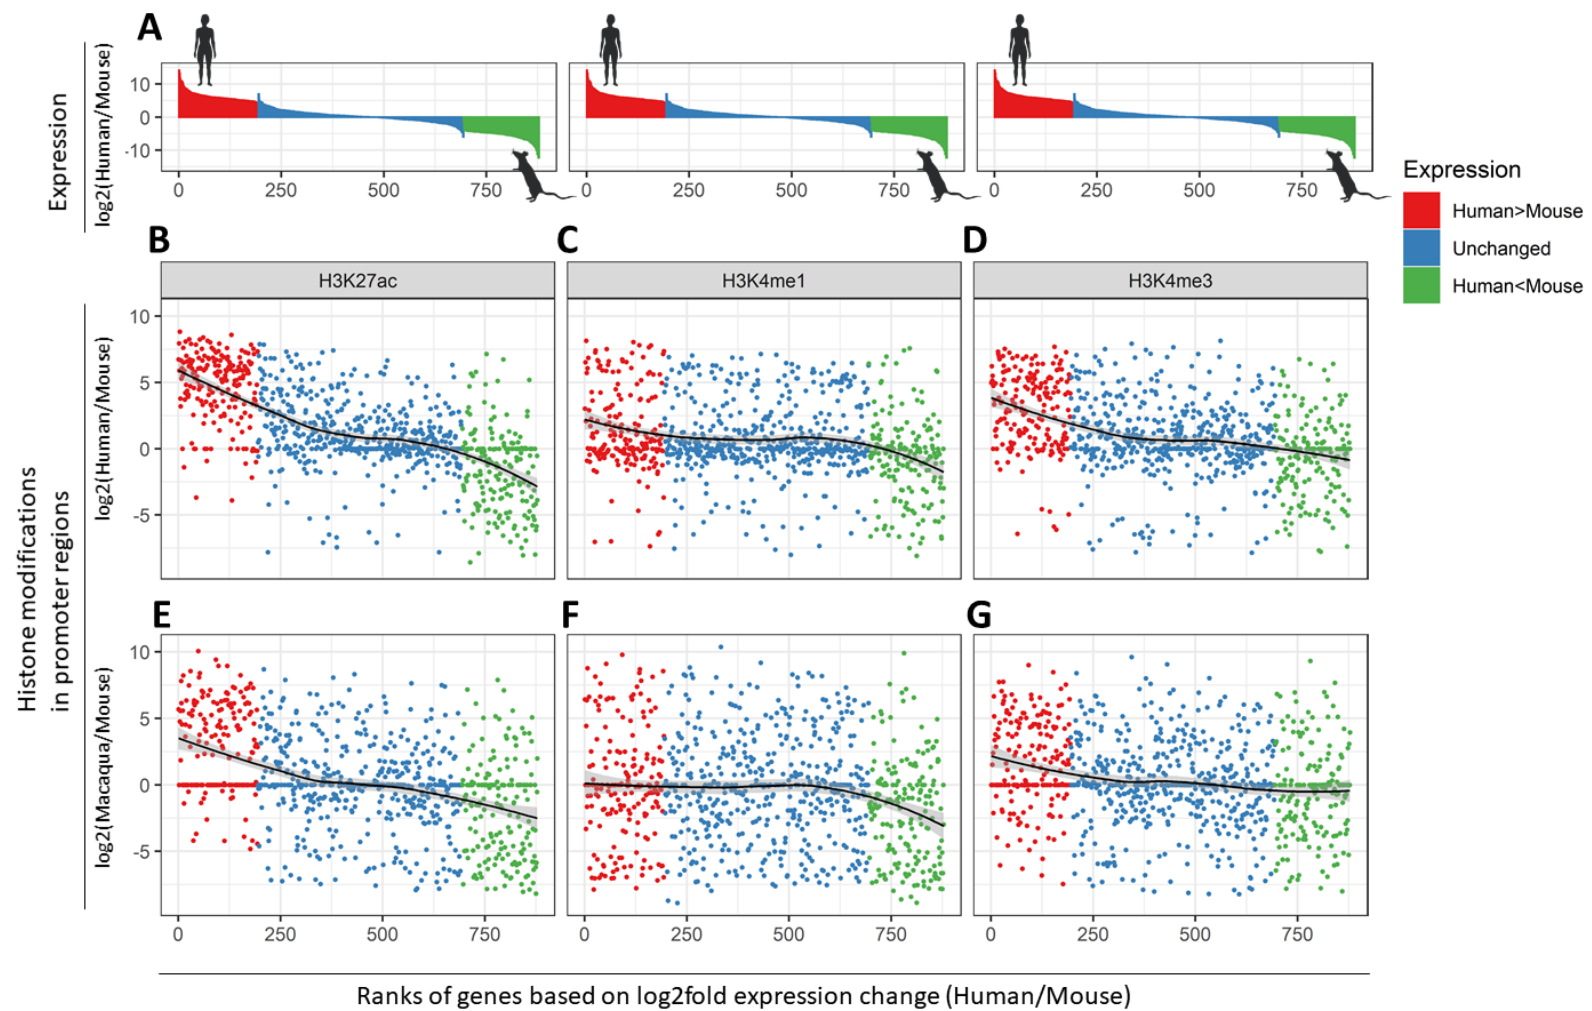 A
Expression
log2(Human/Mouse)
10
0
-10
0 250 500 750
0 250 500 750
0 250 500 750
Expression
Human>Mouse
Unchanged
Human<Mouse
B
C
D
H3K27ac
H3K4me1
H3K4me3
Histone modifications
in promoter regions
log2(Human/Mouse)
10
5
0
-5
E
F
G
log2(Macaqua/Mouse)
10
5
0
-5
0 250 500 750
0 250 500 750
0 250 500 750
Ranks of genes based on log2fold expression change (Human/Mouse)